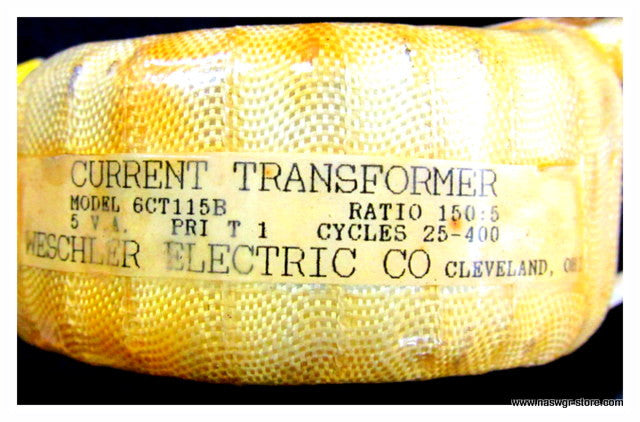 CURRENT TRANSFORMER
MODEL 6CT115B RATIO 150:5
5 V.A. PRI T 1 CYCLES 25-400
WESCHLER ELECTRIC CO CLEVELAND,
www.naswgr-store.com